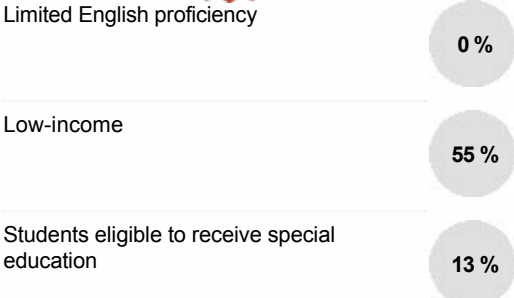 Limited English proficiency
0 %
Low-income
55 %
Students eligible to receive special
education
13 %